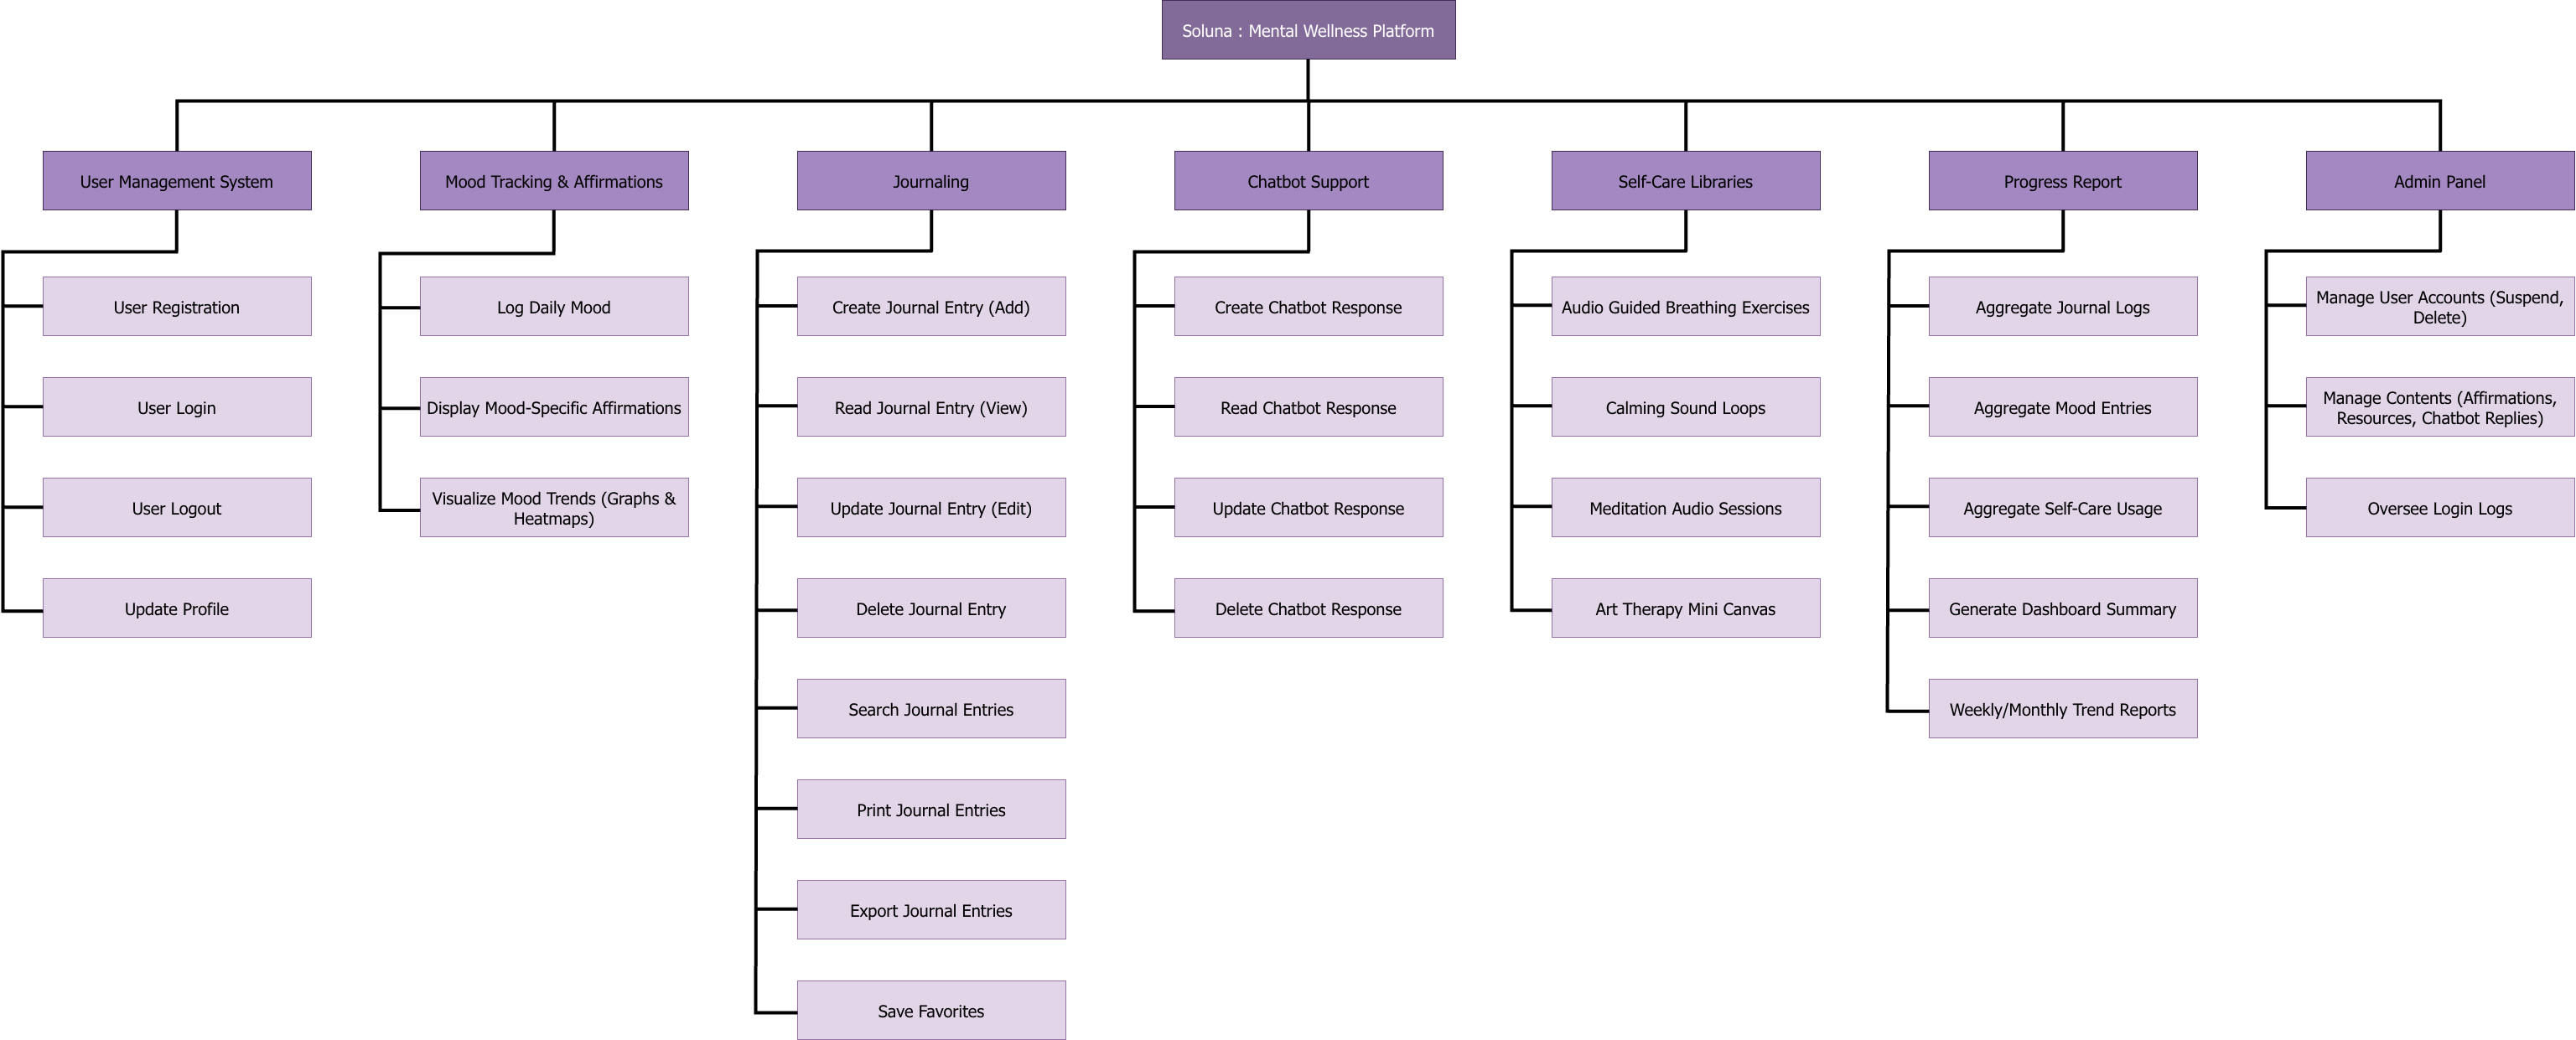 Soluna : Mental Wellness Platform
User Management System
User Registration
User Login
User Logout
Update Profile
Mood Tracking & Affirmations
Log Daily Mood
Display Mood-Specific Affirmations
Visualize Mood Trends (Graphs &
Heatmaps)
Journaling
Create Journal Entry (Add)
Read Journal Entry (View)
Update Journal Entry (Edit)
Delete Journal Entry
Search Journal Entries
Print Journal Entries
Export Journal Entries
Save Favorites
Chatbot Support
Create Chatbot Response
Read Chatbot Response
Update Chatbot Response
Delete Chatbot Response
Self-Care Libraries
Audio Guided Breathing Exercises
Calming Sound Loops
Meditation Audio Sessions
Art Therapy Mini Canvas
Progress Report
Aggregate Journal Logs
Aggregate Mood Entries
Aggregate Self-Care Usage
Generate Dashboard Summary
Weekly/Monthly Trend Reports
Admin Panel
Manage User Accounts (Suspend,
Delete)
Manage Contents (Affirmations,
Resources, Chatbot Replies)
Oversee Login Logs